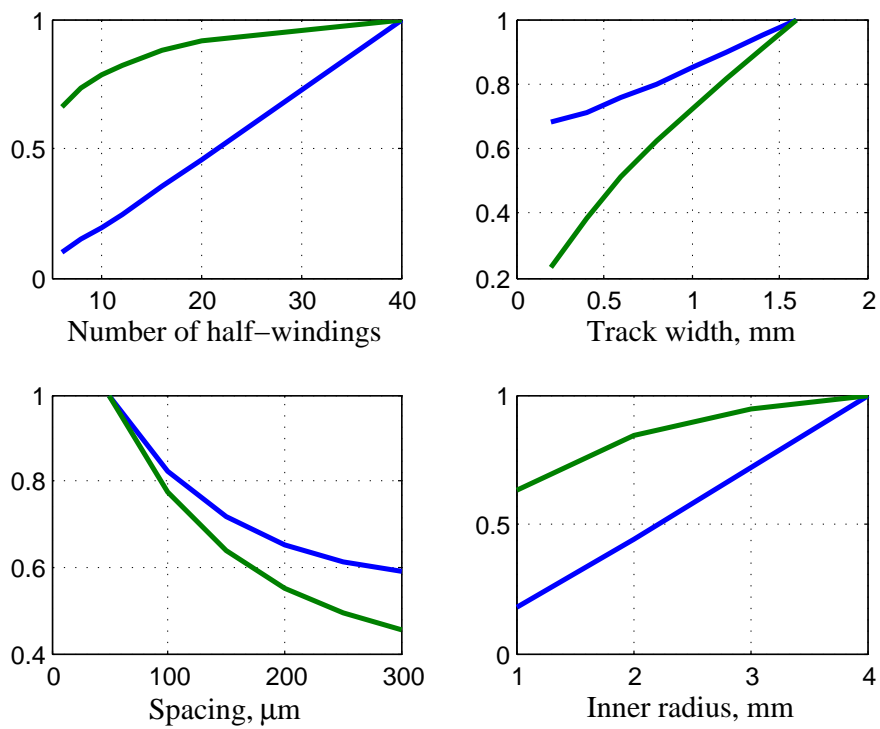 1
0.5
0
10 20 30 40
Number of half−windings
1
0.8
0.6
0.4
0.2
0 0.5 1 1.5 2
Track width, mm
1
0.8
0.6
0.4
0 100 200 300
Spacing, μm
1
0.5
0
1 2 3 4
Inner radius, mm